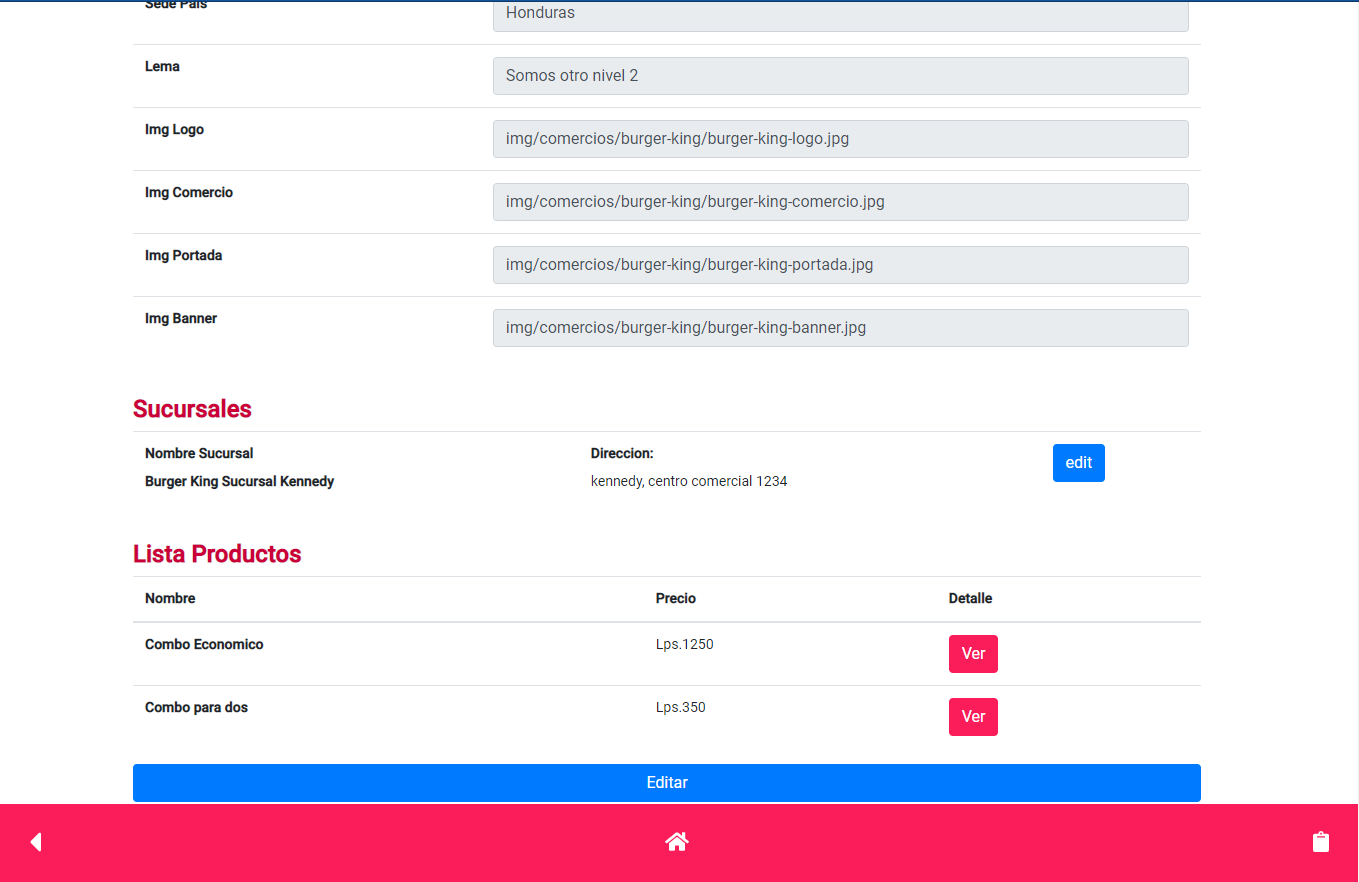 Sede Pais
Honduras
Lema
Somos otro nivel 2
Img Logo
img/comercios/burger-king/burger-king-logo.jpg
Img Comercio
img/comercios/burger-king/burger-king-comercio.jpg
Img Portada
img/comercios/burger-king/burger-king-portada.jpg
Img Banner
img/comercios/burger-king/burger-king-banner.jpg
Sucursales
Nombre Sucursal
Direccion:
edit
Burger King Sucursal Kennedy
kennedy, centro comercial 1234
Lista Productos
Nombre
Precio
Detalle
Combo Economico
Lps.1250
Ver
Combo para dos
Lps.350
Ver
Editar